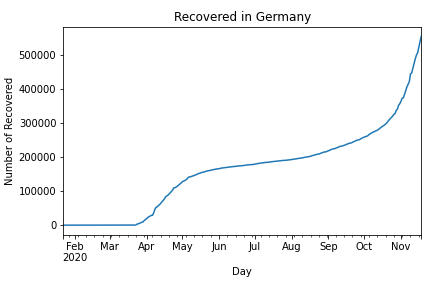 Recovered in Germany
Number of Recovered
500000
400000
300000
200000
100000
0
Feb Mar Apr May Jun Jul Aug Sep Oct Nov
2020
Day